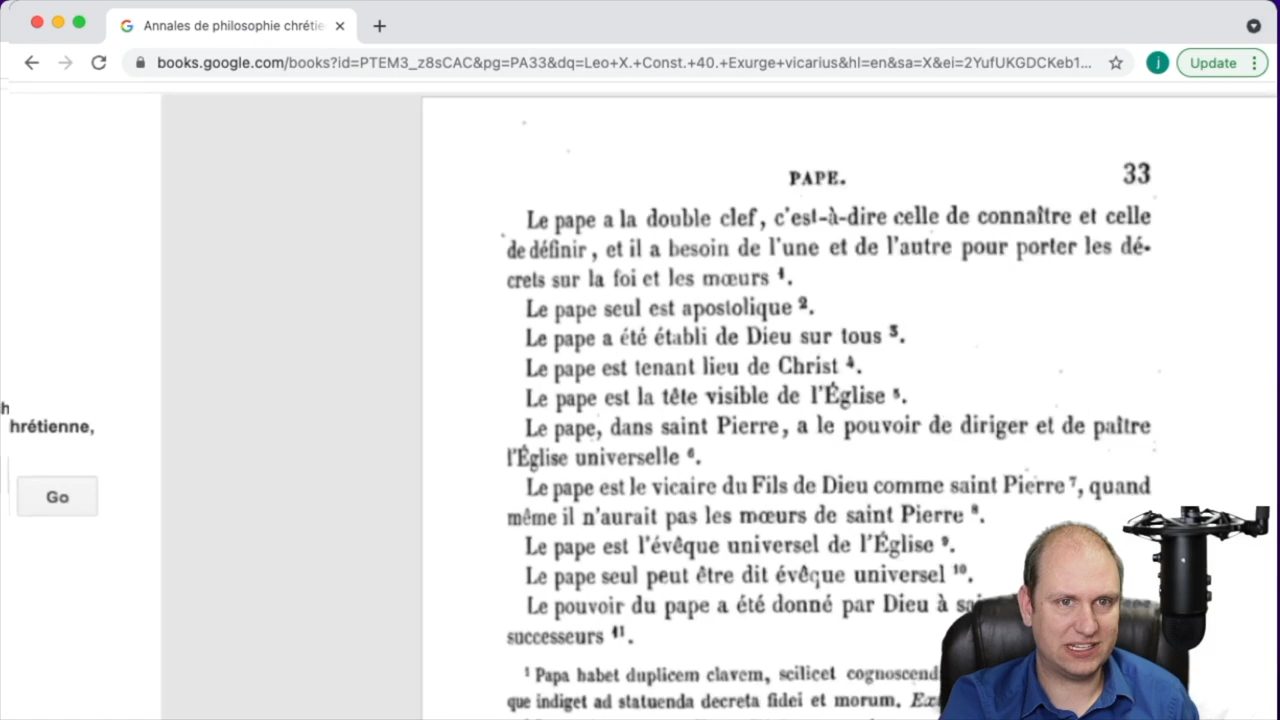 Annales de philosophie chrétie
books.google.com/books?id=PTEM3_z8sCAC&pg=PA33&dq=Leo+X.+Const.+40.+Exurge+vicarius&hl=en&sa=X&ei=2YufUKGDCKeb1...
j
Update
PAPE.
33
Le pape a la double clef, c'est-à-dire celle de connaître et celle
de définir, et il a besoin de l'une et de l'autre pour porter les dé-
crets sur la foi et les mœurs 1.
Le pape seul est apostolique 2.
Le pape a été établi de Dieu sur tous 3.
Le pape est tenant lieu de Christ 4.
Le pape est la tête visible de l'Église 5.
Le pape, dans saint Pierre, a le pouvoir de diriger et de paître
l'Église universelle 6.
Le pape est le vicaire du Fils de Dieu comme saint Pierre 7, quand
même il n'aurait pas les mœurs de saint Pierre 8.
Le pape est l'évêque universel de l'Église 9.
Le pape seul peut être dit évêque universel 10.
Le pouvoir du pape a été donné par Dieu à
successeurs 11.
1 Papa habet duplicem clavem, scilicet cognoscend
que indiget ad statuenda decreta fidei et morum.
h
hrétienne,
Go